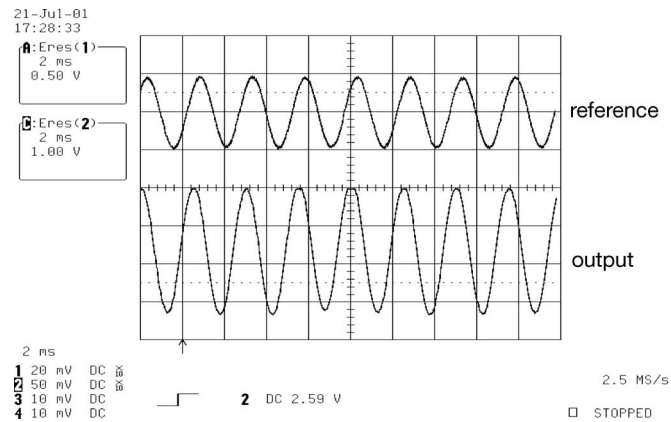 21-Jul-01
17:28:33
A:Eres(1)
2 ms
0.50 V
reference
:Eres(2)
2 ms
1.00 V
output
2 ms
1 20 mV DC
2 50 mV DC
3 10 mV DC
4 10 mV DC
2 DC 2.59 V
2.5 MS/s
□ STOPPED